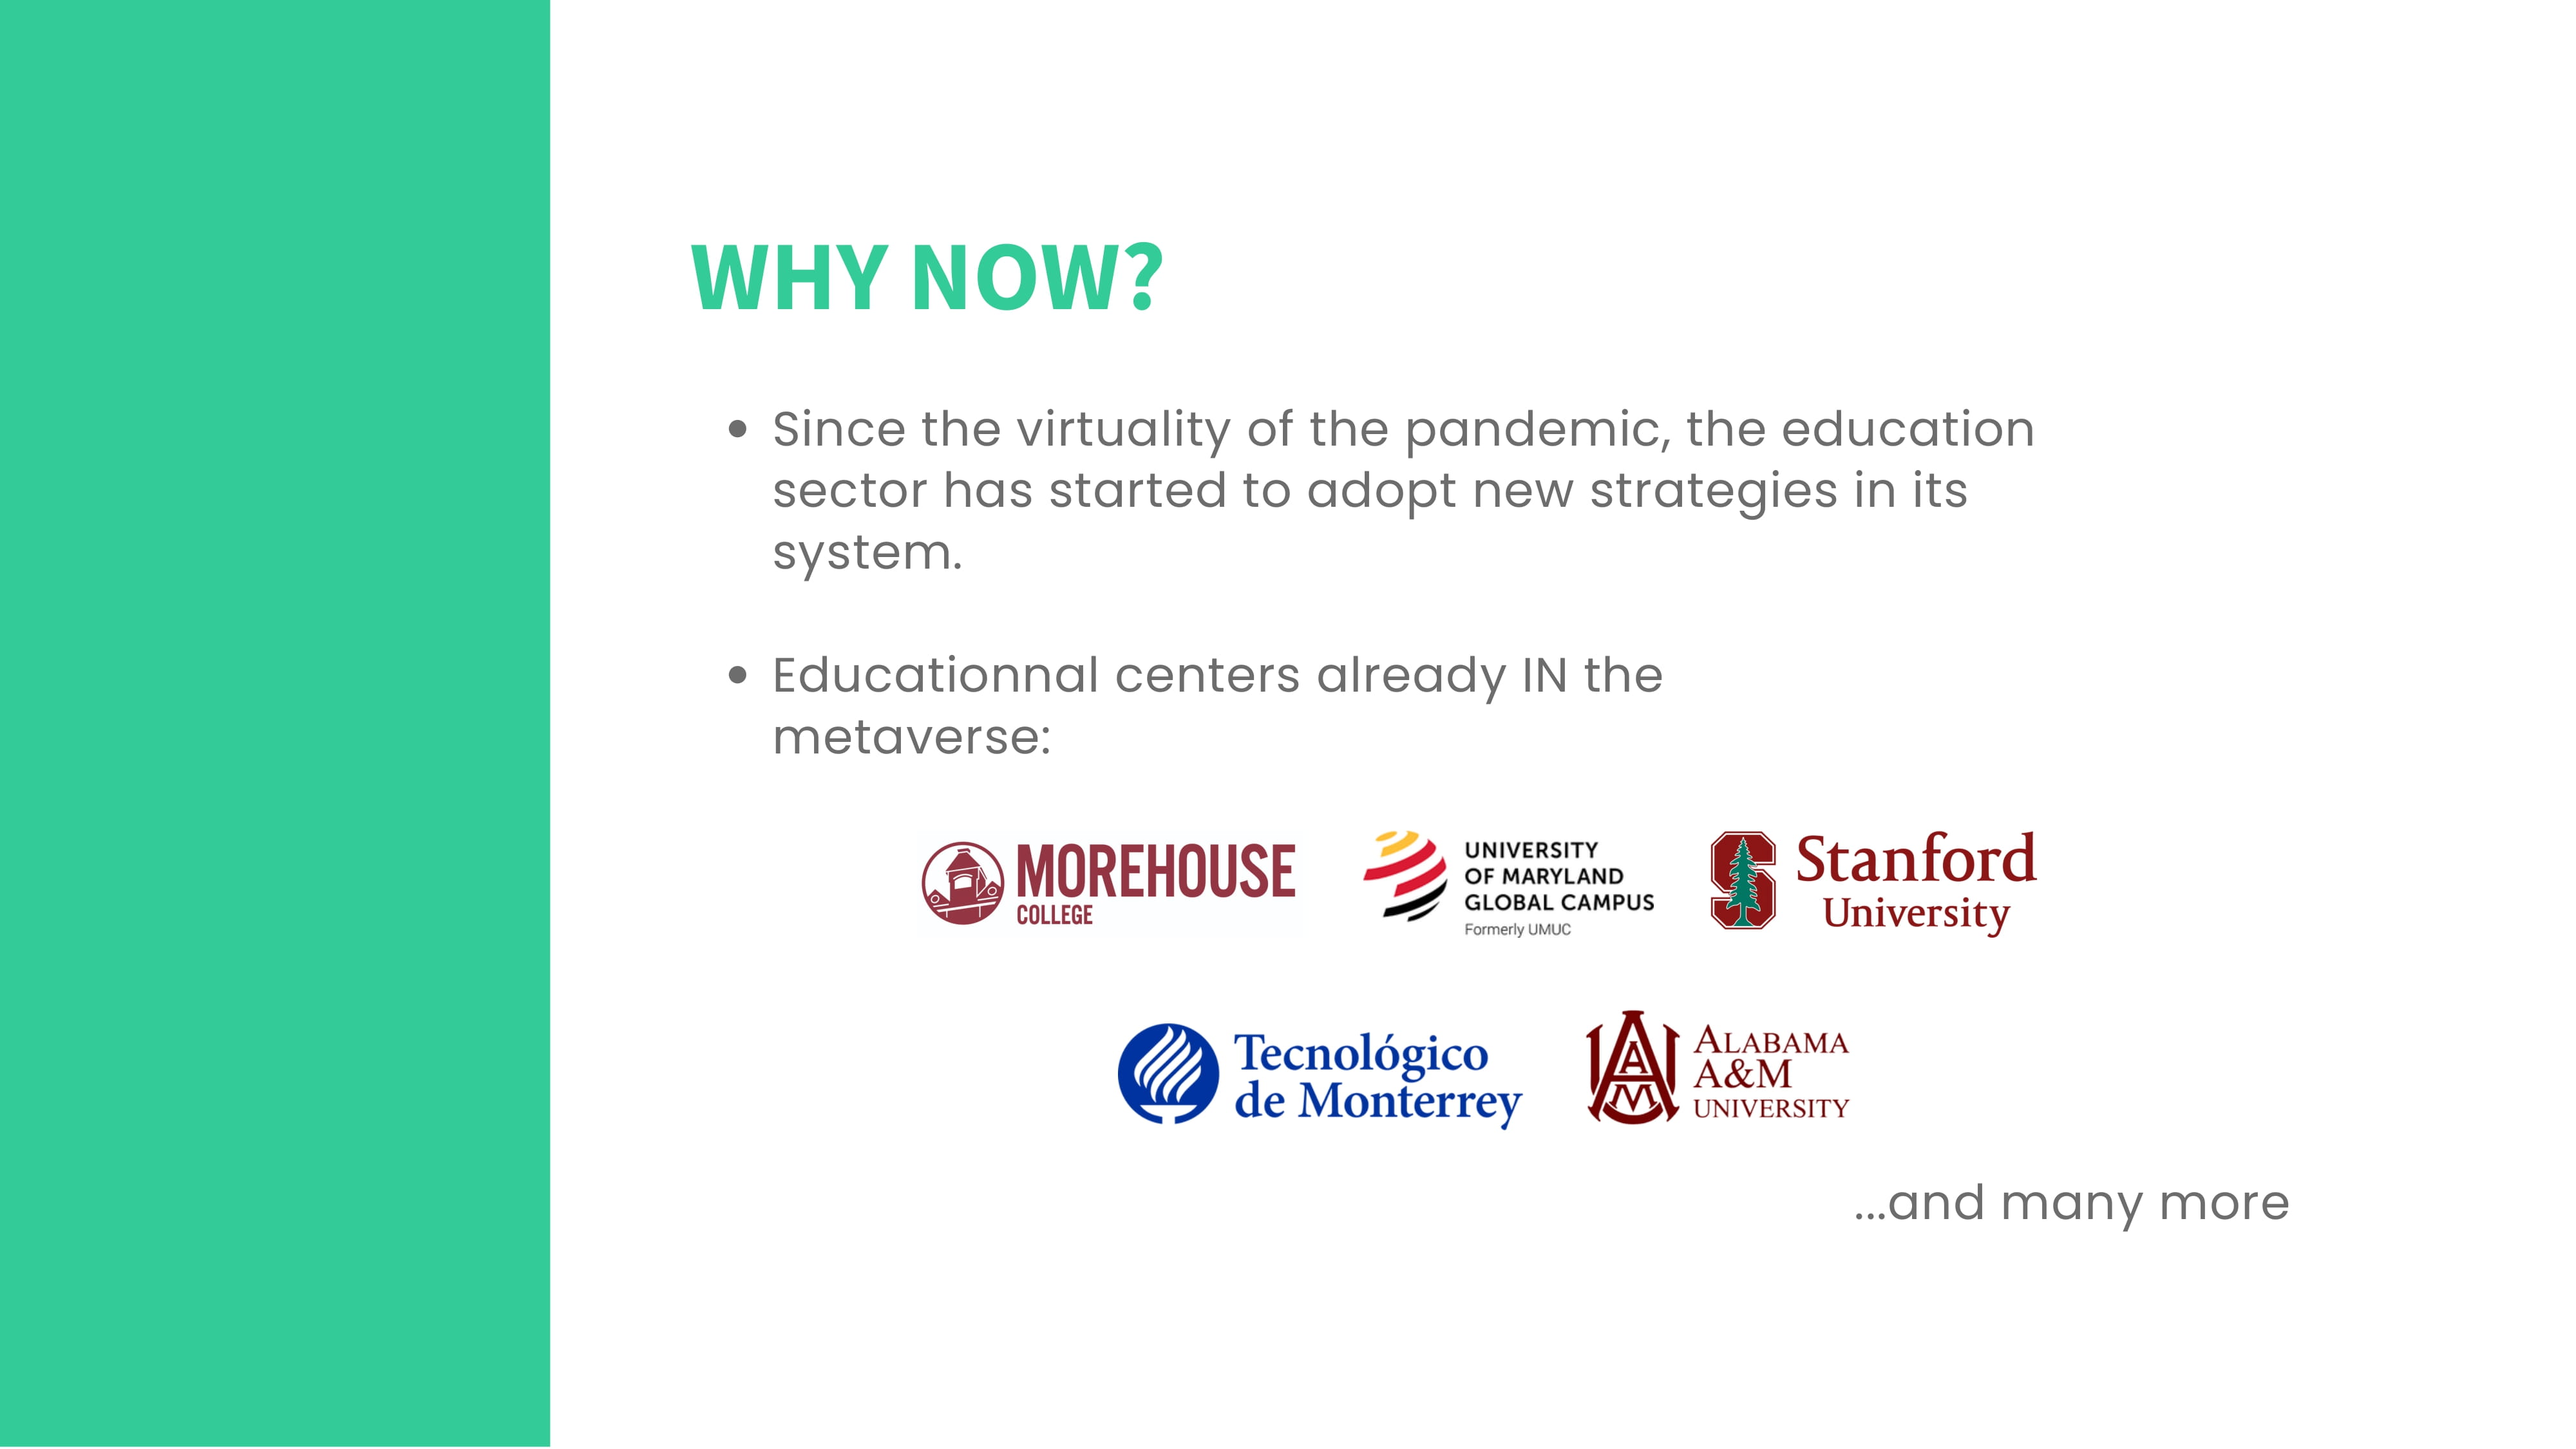 WHY NOW?
• Since the virtuality of the pandemic, the education
sector has started to adopt new strategies in its
system.
• Educationnal centers already IN the
metaverse:
MOREHOUSE
COLLEGE
UNIVERSITY
OF MARYLAND
GLOBAL CAMPUS
Formerly UMUC
Stanford
University
Tecnológico
de Monterrey
ALABAMA
A&M
UNIVERSITY
...and many more